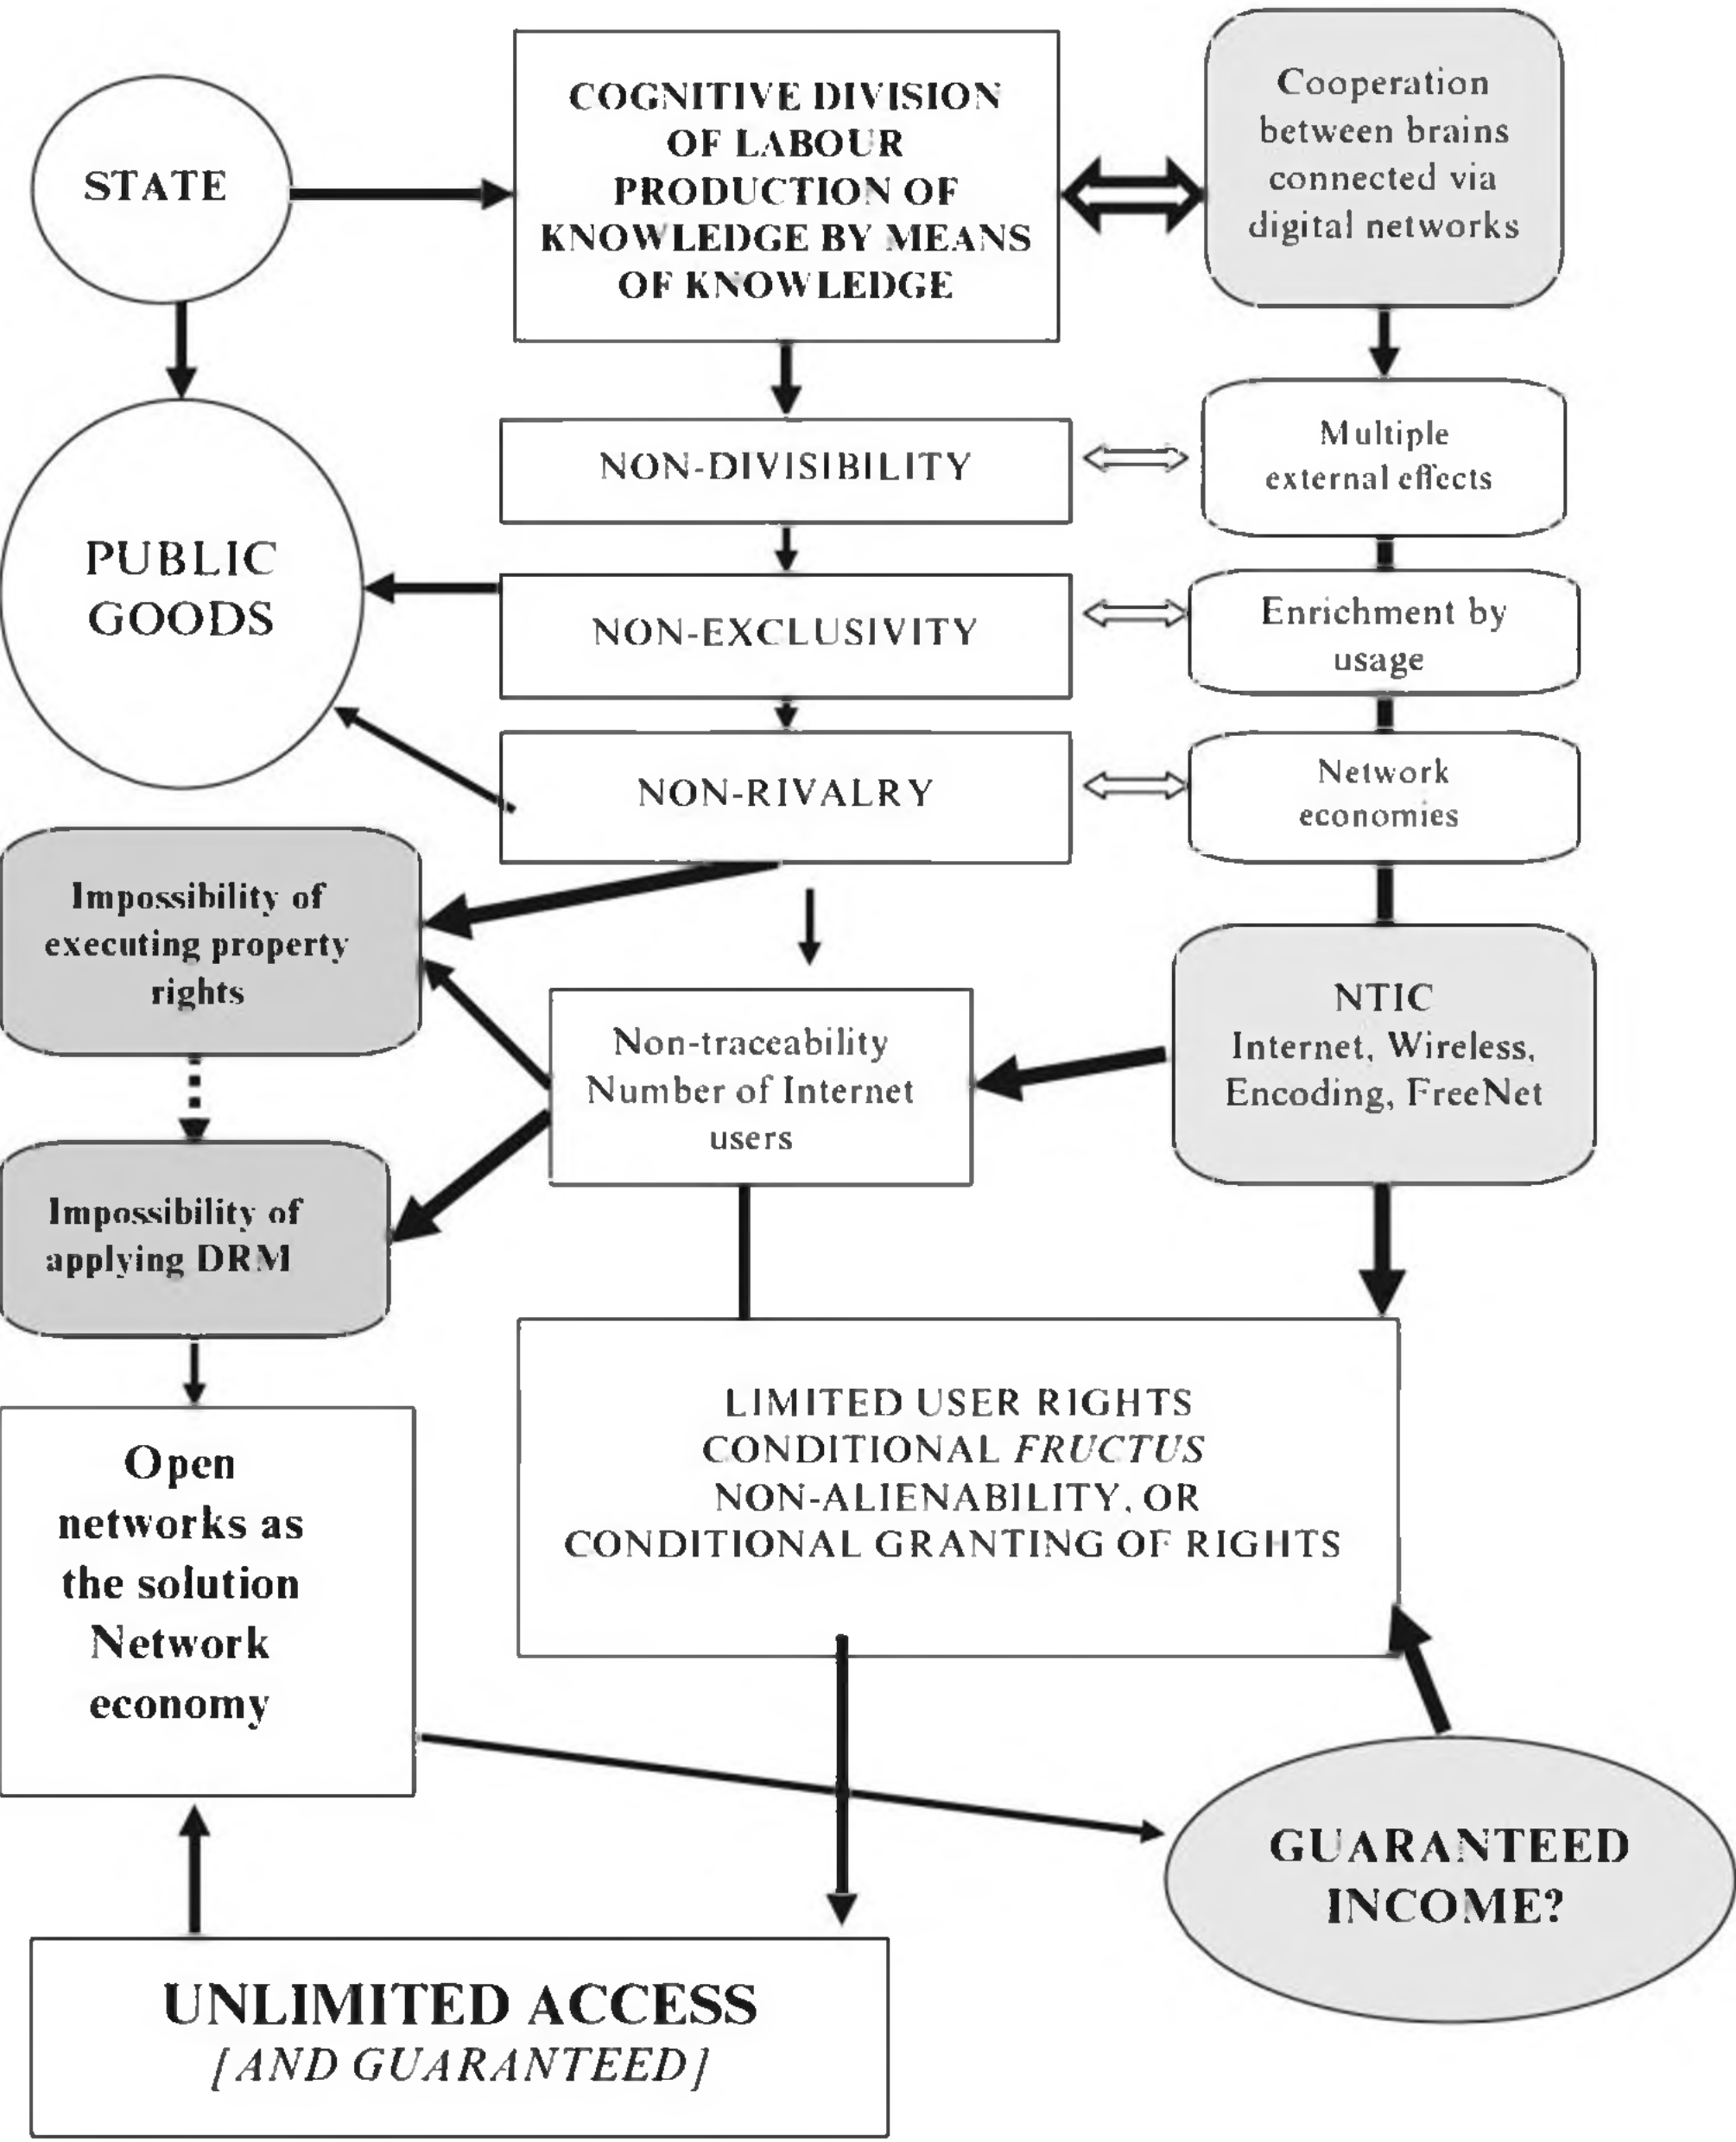 STATE
COGNITIVE DIVISION
OF LABOUR
PRODUCTION OF
KNOWLEDGE BY MEANS
OF KNOWLEDGE
Cooperation
between brains
connected via
digital networks
NON-DIVISIBILITY
Multiple
external effects
PUBLIC
GOODS
NON-EXCLUSIVITY
Enrichment by
usage
NON-RIVALRY
Network
economies
Impossibility of
executing property
rights
Non-traceability
Number of Internet
users
NTIC
Internet, Wireless,
Encoding, FreeNet
Impossibility of
applying DRM
LIMITED USER RIGHTS
CONDITIONAL FRUCTUS
NON-ALIENABILITY, OR
CONDITIONAL GRANTING OF RIGHTS
Open
networks as
the solution
Network
economy
GUARANTEED
INCOME?
UNLIMITED ACCESS
[AND GUARANTEED]